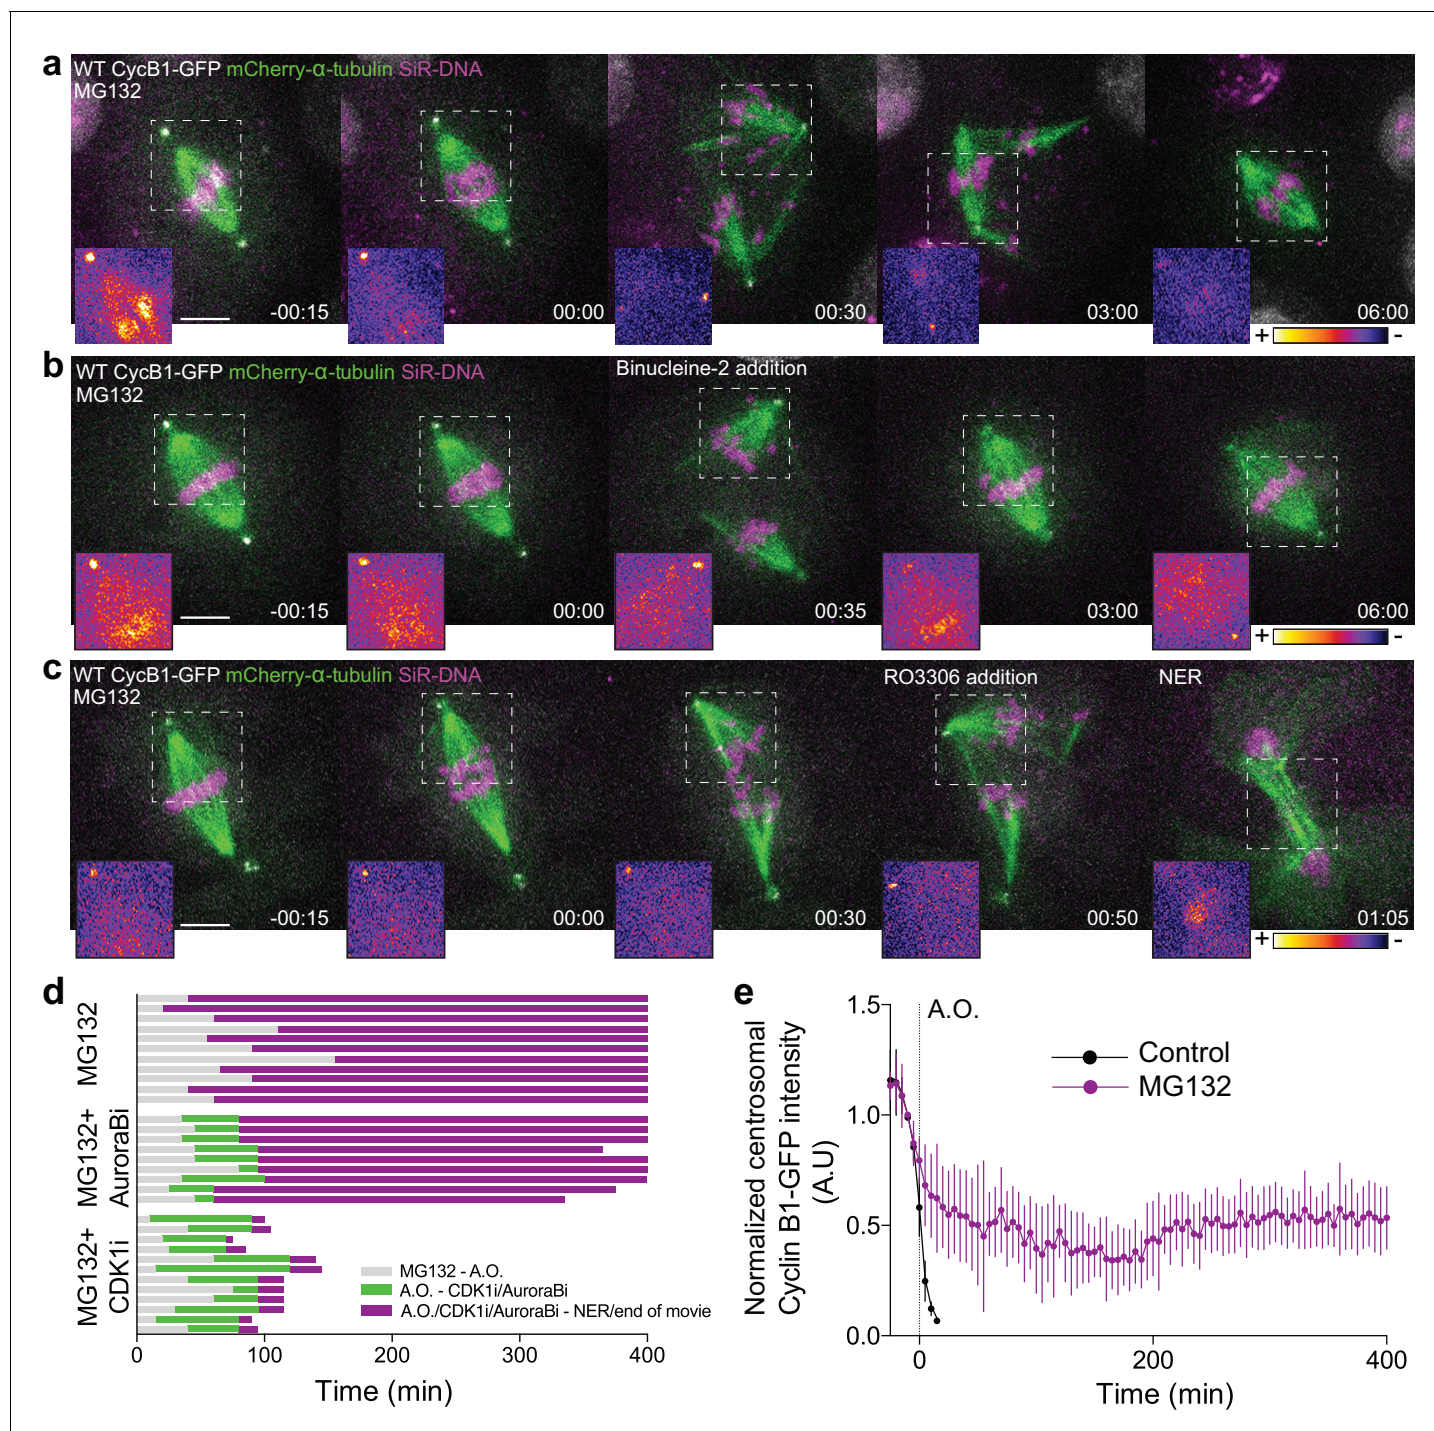 a
WT CycB1-GFP mCherry-α-tubulin SiR-DNA
MG132
-00:15
00:00
00:30
03:00
06:00
+ -
b
WT CycB1-GFP mCherry-α-tubulin SiR-DNA
MG132
Binucleine-2 addition
-00:15
00:00
00:35
03:00
06:00
+ -
c
WT CycB1-GFP mCherry-α-tubulin SiR-DNA
MG132
RO3306 addition
NER
-00:15
00:00
00:30
00:50
01:05
+ -
d
MG132
MG132+
AuroraBi
MG132+
CDK1i
MG132 - A.O.
A.O. - CDK1i/AuroraBi
A.O./CDK1i/AuroraBi - NER/end of movie
0 100 200 300 400
Time (min)
e
Normalized centrosomal
Cyclin B1-GFP intensity
(A.U)
1.5
1.0
0.5
0.0
A.O.
Control
MG132
0 200 400
Time (min)